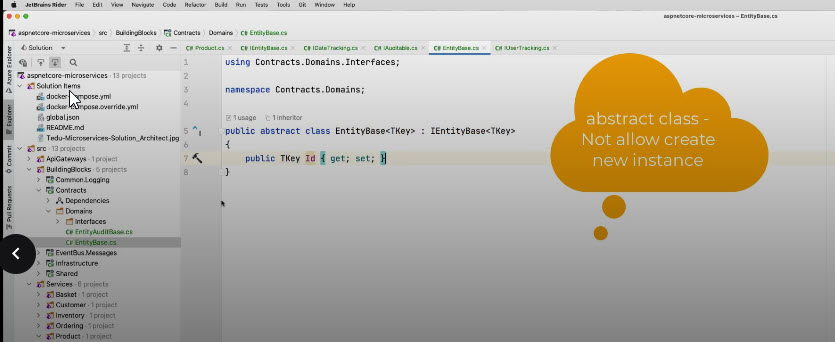 JetBrains Rider File Edit View Navigate Code Refactor Build Run Tests Tools Git Window Help
aspnetcore-microservices – EntityBase.cs
aspnetcore-microservices src BuildingBlocks Contracts Domains C# EntityBase.cs
Solution
C# Product.cs C# IEntityBase.cs C# IDateTracking.cs C# IAuditable.cs C# EntityBase.cs C# IUserTracking.cs
Azure Explorer
Explorer
Commit
Pull Requests
aspnetcore-microservices · 13 projects
Solution Items
docker-compose.yml
docker-compose.override.yml
global.json
README.md
Tedu-Microservices-Solution_Architect.jpg
src · 13 projects
ApiGateways · 1 project
BuildingBlocks · 6 projects
Common.Logging
Contracts
Dependencies
Domains
Interfaces
C# EntityAuditBase.cs
C# EntityBase.cs
EventBus.Messages
Infrastructure
Shared
Services · 6 projects
Basket · 1 project
Customer · 1 project
Inventory · 1 project
Ordering · 1 project
Product · 1 project
1 using Contracts.Domains.Interfaces;
2
3 namespace Contracts.Domains;
4
1 usage 1 inheritor
5 public abstract class EntityBase<TKey> : IEntityBase<TKey>
6 {
7 public TKey Id { get; set; }
8 }
abstract class -
Not allow create
new instance